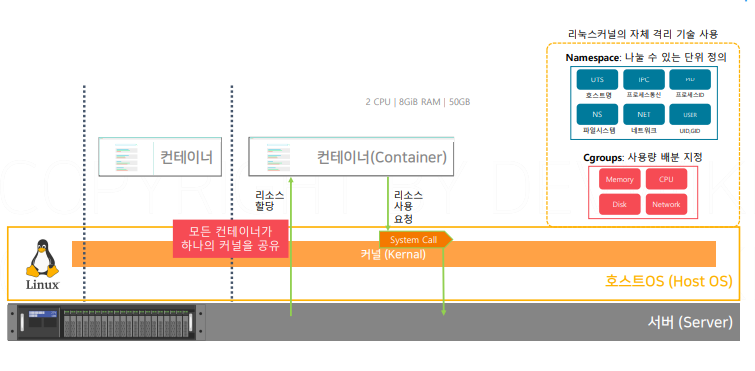 리눅스커널의 자체 격리 기술 사용
Namespace: 나눌 수 있는 단위 정의
UTS
IPC
PID
호스트명
프로세스통신
프로세스ID
NS
NET
USER
파일시스템
네트워크
UID,GID
Cgroups: 사용량 배분 지정
Memory
CPU
Disk
Network
2 CPU | 8GiB RAM | 50GB
컨테이너
컨테이너(Container)
리소스
할당
리소스
사용
요청
모든 컨테이너가
하나의 커널을 공유
System Call
커널 (Kernal)
Linux
호스트OS (Host OS)
서버 (Server)